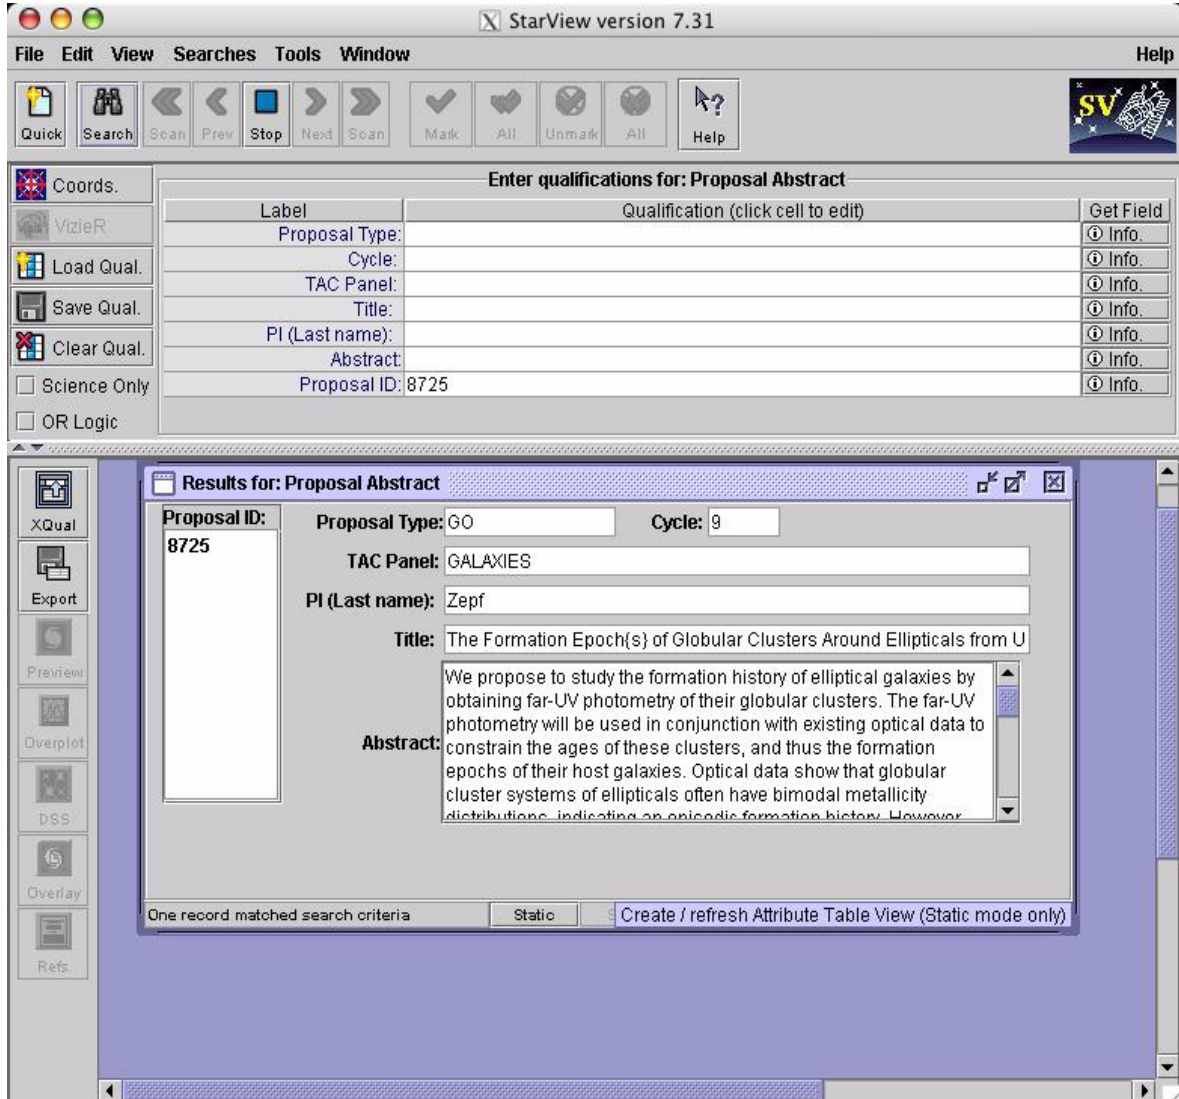 X StarView version 7.31
File Edit View Searches Tools Window Help
Quick Search Scan Prev Stop Next Scan Mark All Unmark All Help
SV
Coords.
VizieR
Load Qual.
Save Qual.
Clear Qual.
Science Only
OR Logic
Enter qualifications for: Proposal Abstract
Label Qualification (click cell to edit) Get Field
Proposal Type: Info.
Cycle: Info.
TAC Panel: Info.
Title: Info.
PI (Last name): Info.
Abstract: Info.
Proposal ID: 8725 Info.
XQual
Export
Preview
Overplot
DSS
Overlay
Refs.
Results for: Proposal Abstract
Proposal ID:
8725
Proposal Type: GO Cycle: 9
TAC Panel: GALAXIES
PI (Last name): Zepf
Title: The Formation Epoch{s} of Globular Clusters Around Ellipticals from U
Abstract:
We propose to study the formation history of elliptical galaxies by
obtaining far-UV photometry of their globular clusters. The far-UV
photometry will be used in conjunction with existing optical data to
constrain the ages of these clusters, and thus the formation
epochs of their host galaxies. Optical data show that globular
cluster systems of ellipticals often have bimodal metallicity
distributions, indicating an episodic formation history. However,
One record matched search criteria Static Create / refresh Attribute Table View (Static mode only)